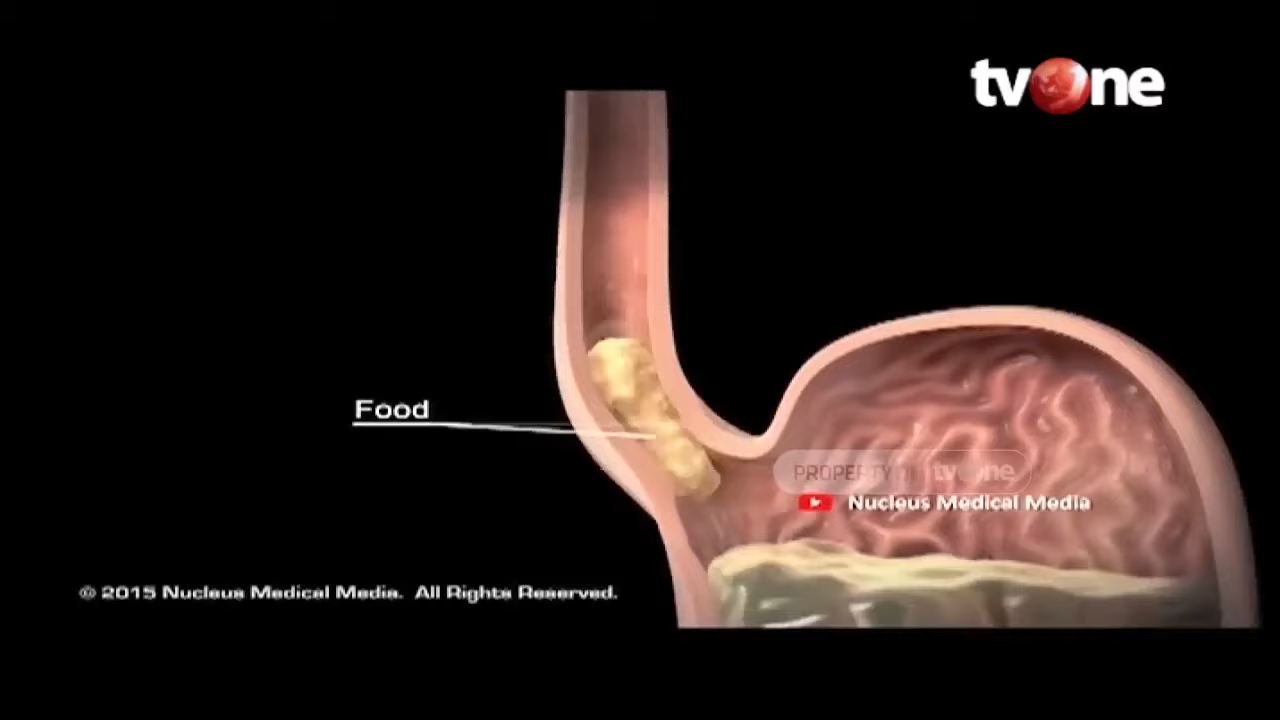 tvOne
Food
PROPERTY OF tvOne
Nucleus Medical Media
© 2015 Nucleus Medical Media. All Rights Reserved.